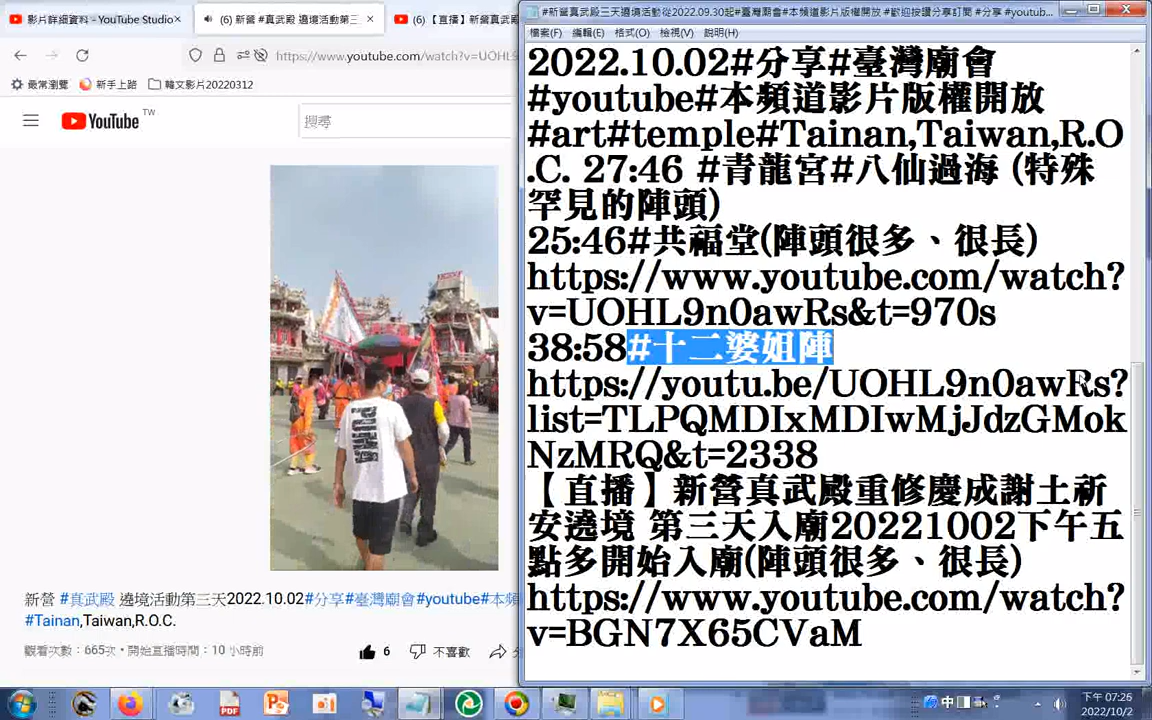 影片詳細資料 - YouTube Studio
(6) 新營 #真武殿 遶境活動第三
(6) 【直播】新營真武
https://www.youtube.com/watch?v=UOHL9
最常瀏覽 新手上路 韓文影片20220312
YouTube TW
搜尋
新營 #真武殿 遶境活動第三天2022.10.02#分享#臺灣廟會#youtube#本頻
#Tainan,Taiwan,R.O.C.
觀看次數：665次 • 開始直播時間：10 小時前
6 不喜歡
#新營真武殿三天遶境活動從2022.09.30起#臺灣廟會#本頻道影片版權開放 #歡迎按讚分享訂閱 #分享 #youtub...
檔案(F) 編輯(E) 格式(O) 檢視(V) 說明(H)
2022.10.02#分享#臺灣廟會
#youtube#本頻道影片版權開放
#art#temple#Tainan,Taiwan,R.O
.C. 27:46 #青龍宮#八仙過海 (特殊
罕見的陣頭)
25:46#共福堂(陣頭很多、很長)
https://www.youtube.com/watch?
v=UOHL9n0awRs&t=970s
38:58#十二婆姐陣
https://youtu.be/UOHL9n0awRs?
list=TLPQMDIxMDIwMjJdzGMok
NzMRQ&t=2338
【直播】新營真武殿重修慶成謝土祈
安遶境 第三天入廟20221002下午五
點多開始入廟(陣頭很多、很長)
https://www.youtube.com/watch?
v=BGN7X65CVaM
中
下午 07:26
2022/10/2